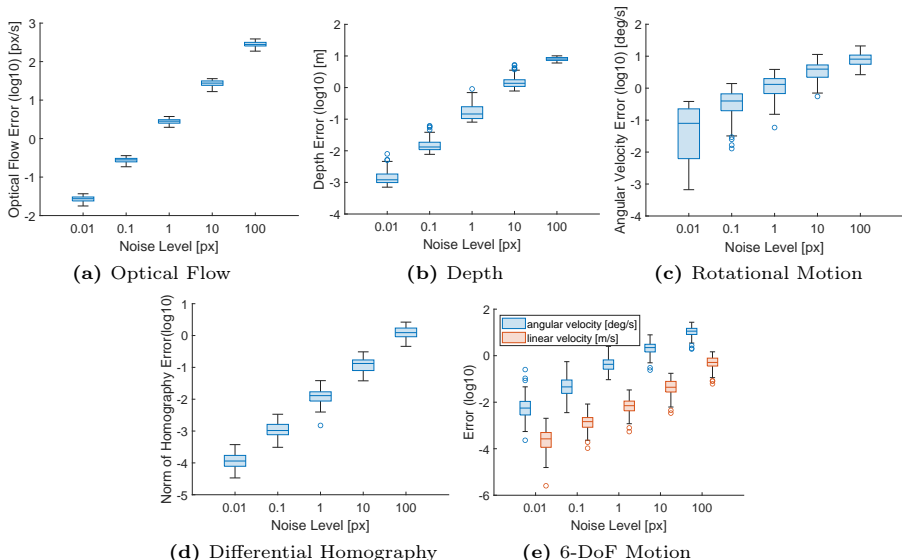 Optical Flow Error (log10) [px/s]
3
2
1
0
-1
-2
0.01 0.1 1 10 100
Noise Level [px]
(a) Optical Flow
Depth Error (log10) [m]
2
1
0
-1
-2
-3
-4
0.01 0.1 1 10 100
Noise Level [px]
(b) Depth
Angular Velocity Error (log10) [deg/s]
2
1
0
-1
-2
-3
-4
0.01 0.1 1 10 100
Noise Level [px]
(c) Rotational Motion
Norm of Homography Error(log10)
1
0
-1
-2
-3
-4
-5
0.01 0.1 1 10 100
Noise Level [px]
(d) Differential Homography
Error (log10)
2
0
-2
-4
-6
angular velocity [deg/s]
linear velocity [m/s]
0.01 0.1 1 10 100
Noise Level [px]
(e) 6-DoF Motion